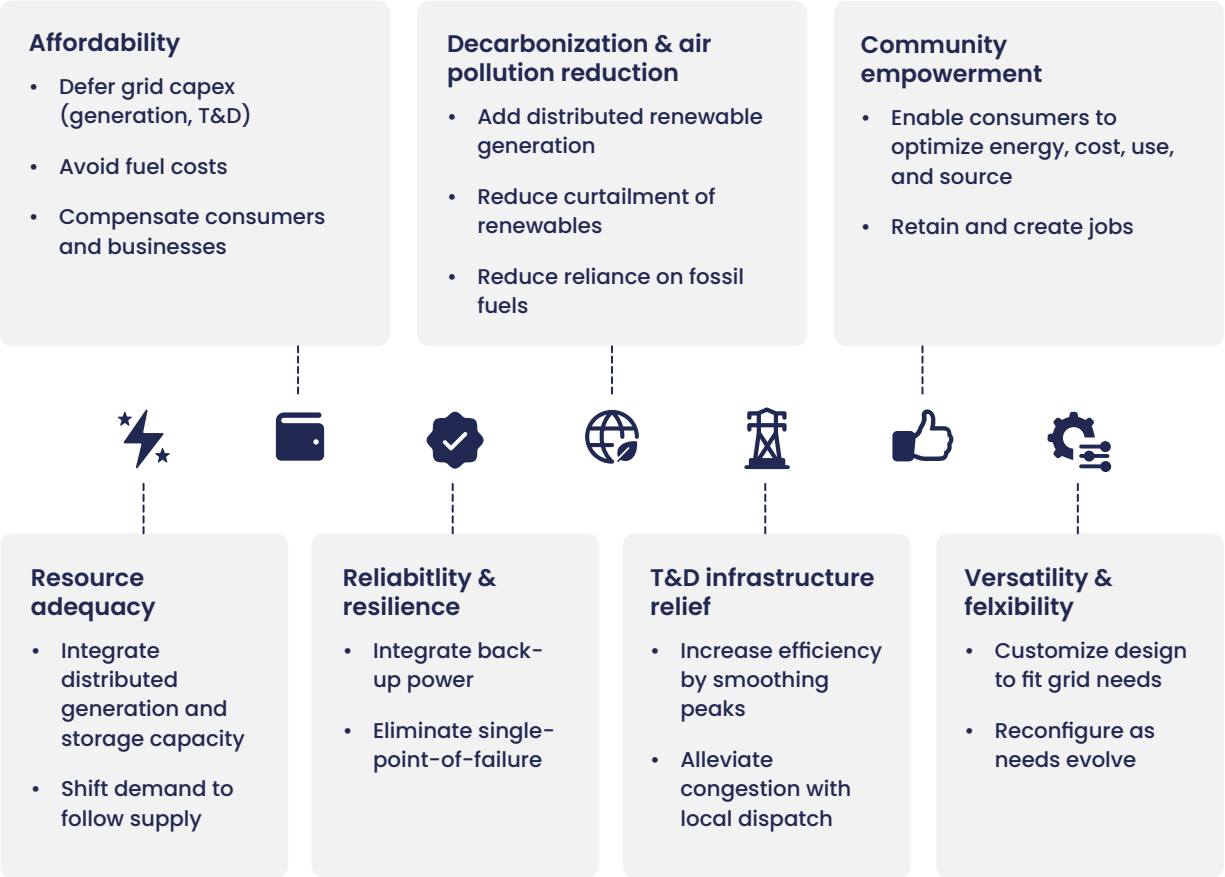 Affordability
• Defer grid capex
(generation, T&D)
• Avoid fuel costs
• Compensate consumers
and businesses
Decarbonization & air
pollution reduction
• Add distributed renewable
generation
• Reduce curtailment of
renewables
• Reduce reliance on fossil
fuels
Community
empowerment
• Enable consumers to
optimize energy, cost, use,
and source
• Retain and create jobs
Resource
adequacy
• Integrate
distributed
generation and
storage capacity
• Shift demand to
follow supply
Reliabitlity &
resilience
• Integrate back-
up power
• Eliminate single-
point-of-failure
T&D infrastructure
relief
• Increase efficiency
by smoothing
peaks
• Alleviate
congestion with
local dispatch
Versatility &
felxibility
• Customize design
to fit grid needs
• Reconfigure as
needs evolve